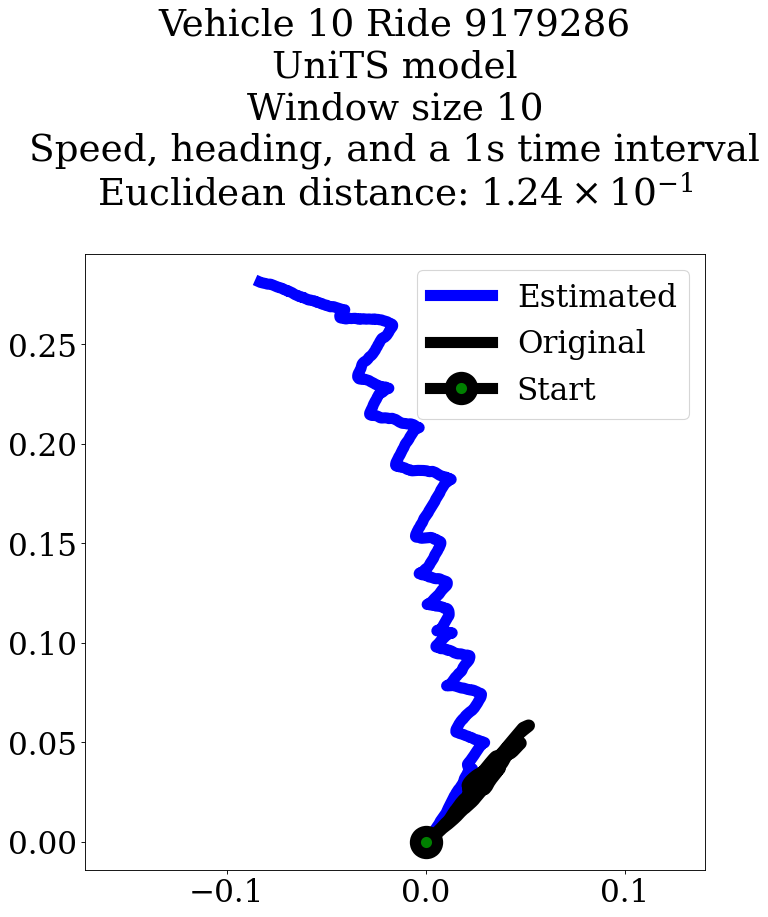 Vehicle 10 Ride 9179286
UniTS model
Window size 10
Speed, heading, and a 1s time interval
Euclidean distance: 1.24 × 10⁻¹
Estimated
Original
Start
0.25
0.20
0.15
0.10
0.05
0.00
−0.1 0.0 0.1